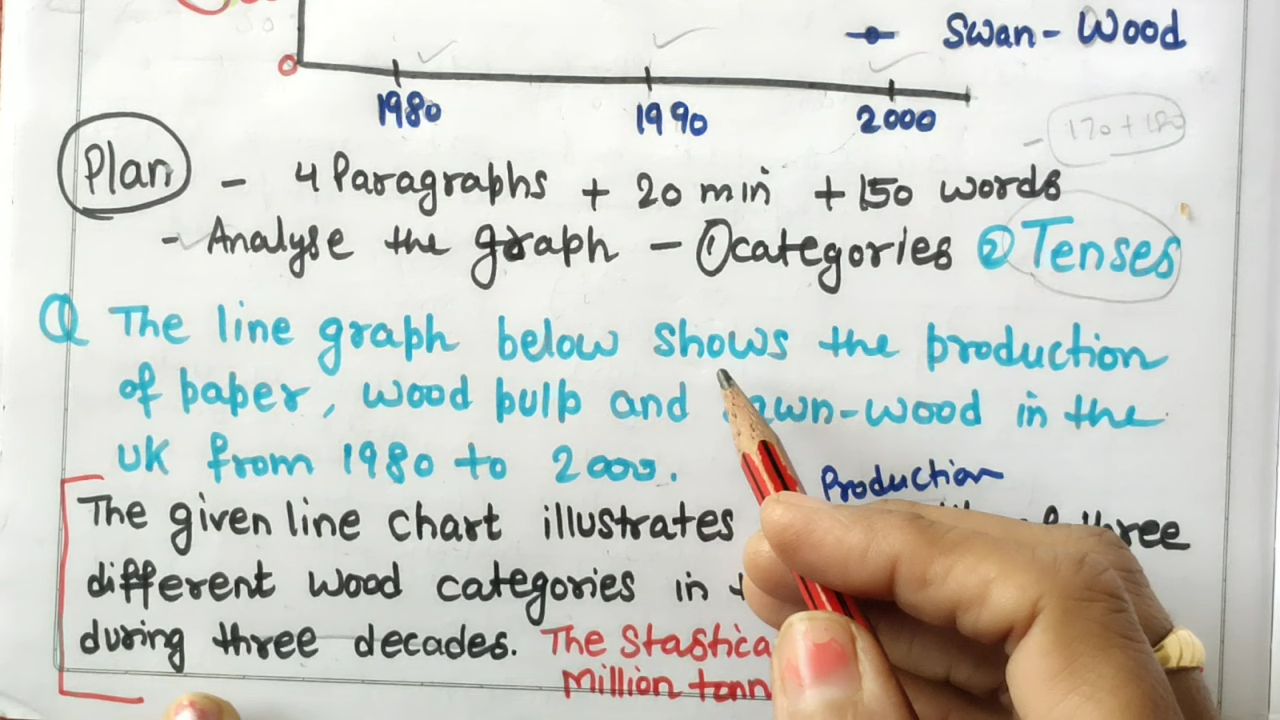 Swan-Wood
0
1980 1990 2000
170+180
Plan - 4 Paragraphs + 20 min + 150 words
- Analyse the graph - ① categories ② Tenses
Q The line graph below shows the production
of paper, wood pulp and wn-wood in the
UK from 1980 to 2000.
Production
The given line chart illustrates three
different wood categories in
during three decades. The Stastica
Million tonn